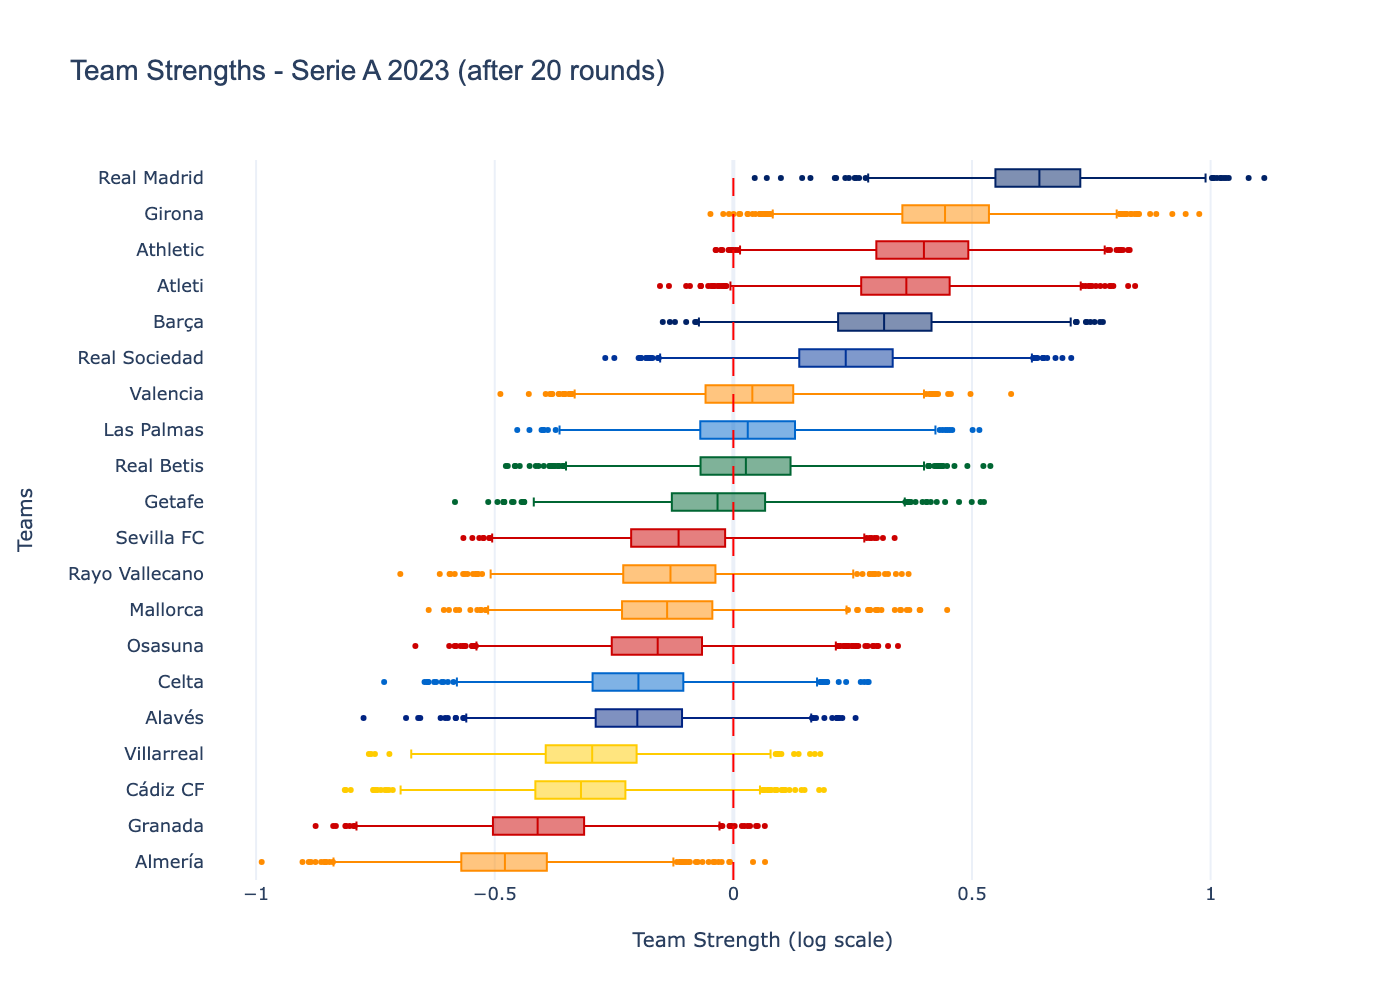 Team Strengths - Serie A 2023 (after 20 rounds)
Teams
Real Madrid
Girona
Athletic
Atleti
Barça
Real Sociedad
Valencia
Las Palmas
Real Betis
Getafe
Sevilla FC
Rayo Vallecano
Mallorca
Osasuna
Celta
Alavés
Villarreal
Cádiz CF
Granada
Almería
−1 −0.5 0 0.5 1
Team Strength (log scale)